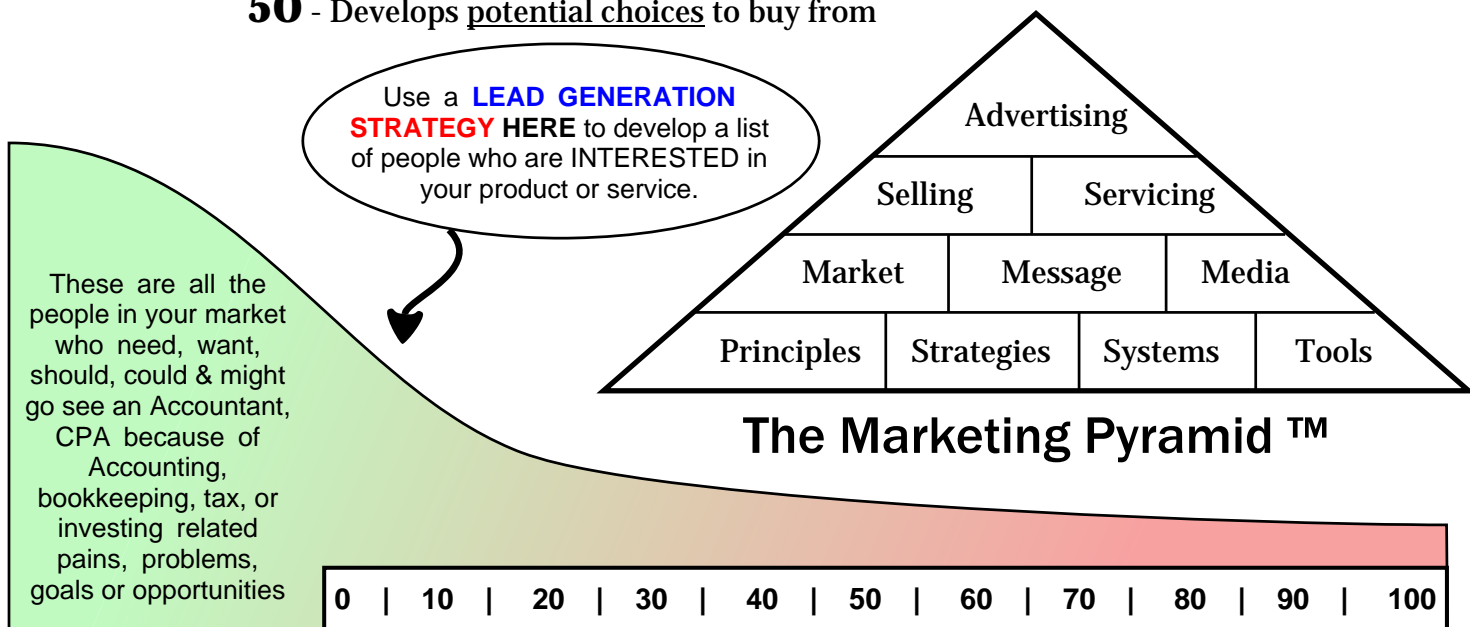 50 - Develops potential choices to buy from
Use a LEAD GENERATION
STRATEGY HERE to develop a list
of people who are INTERESTED in
your product or service.
Advertising
Selling Servicing
Market Message Media
Principles Strategies Systems Tools
The Marketing Pyramid ™
These are all the
people in your market
who need, want,
should, could & might
go see an Accountant,
CPA because of
Accounting,
bookkeeping, tax, or
investing related
pains, problems,
goals or opportunities
0 | 10 | 20 | 30 | 40 | 50 | 60 | 70 | 80 | 90 | 100